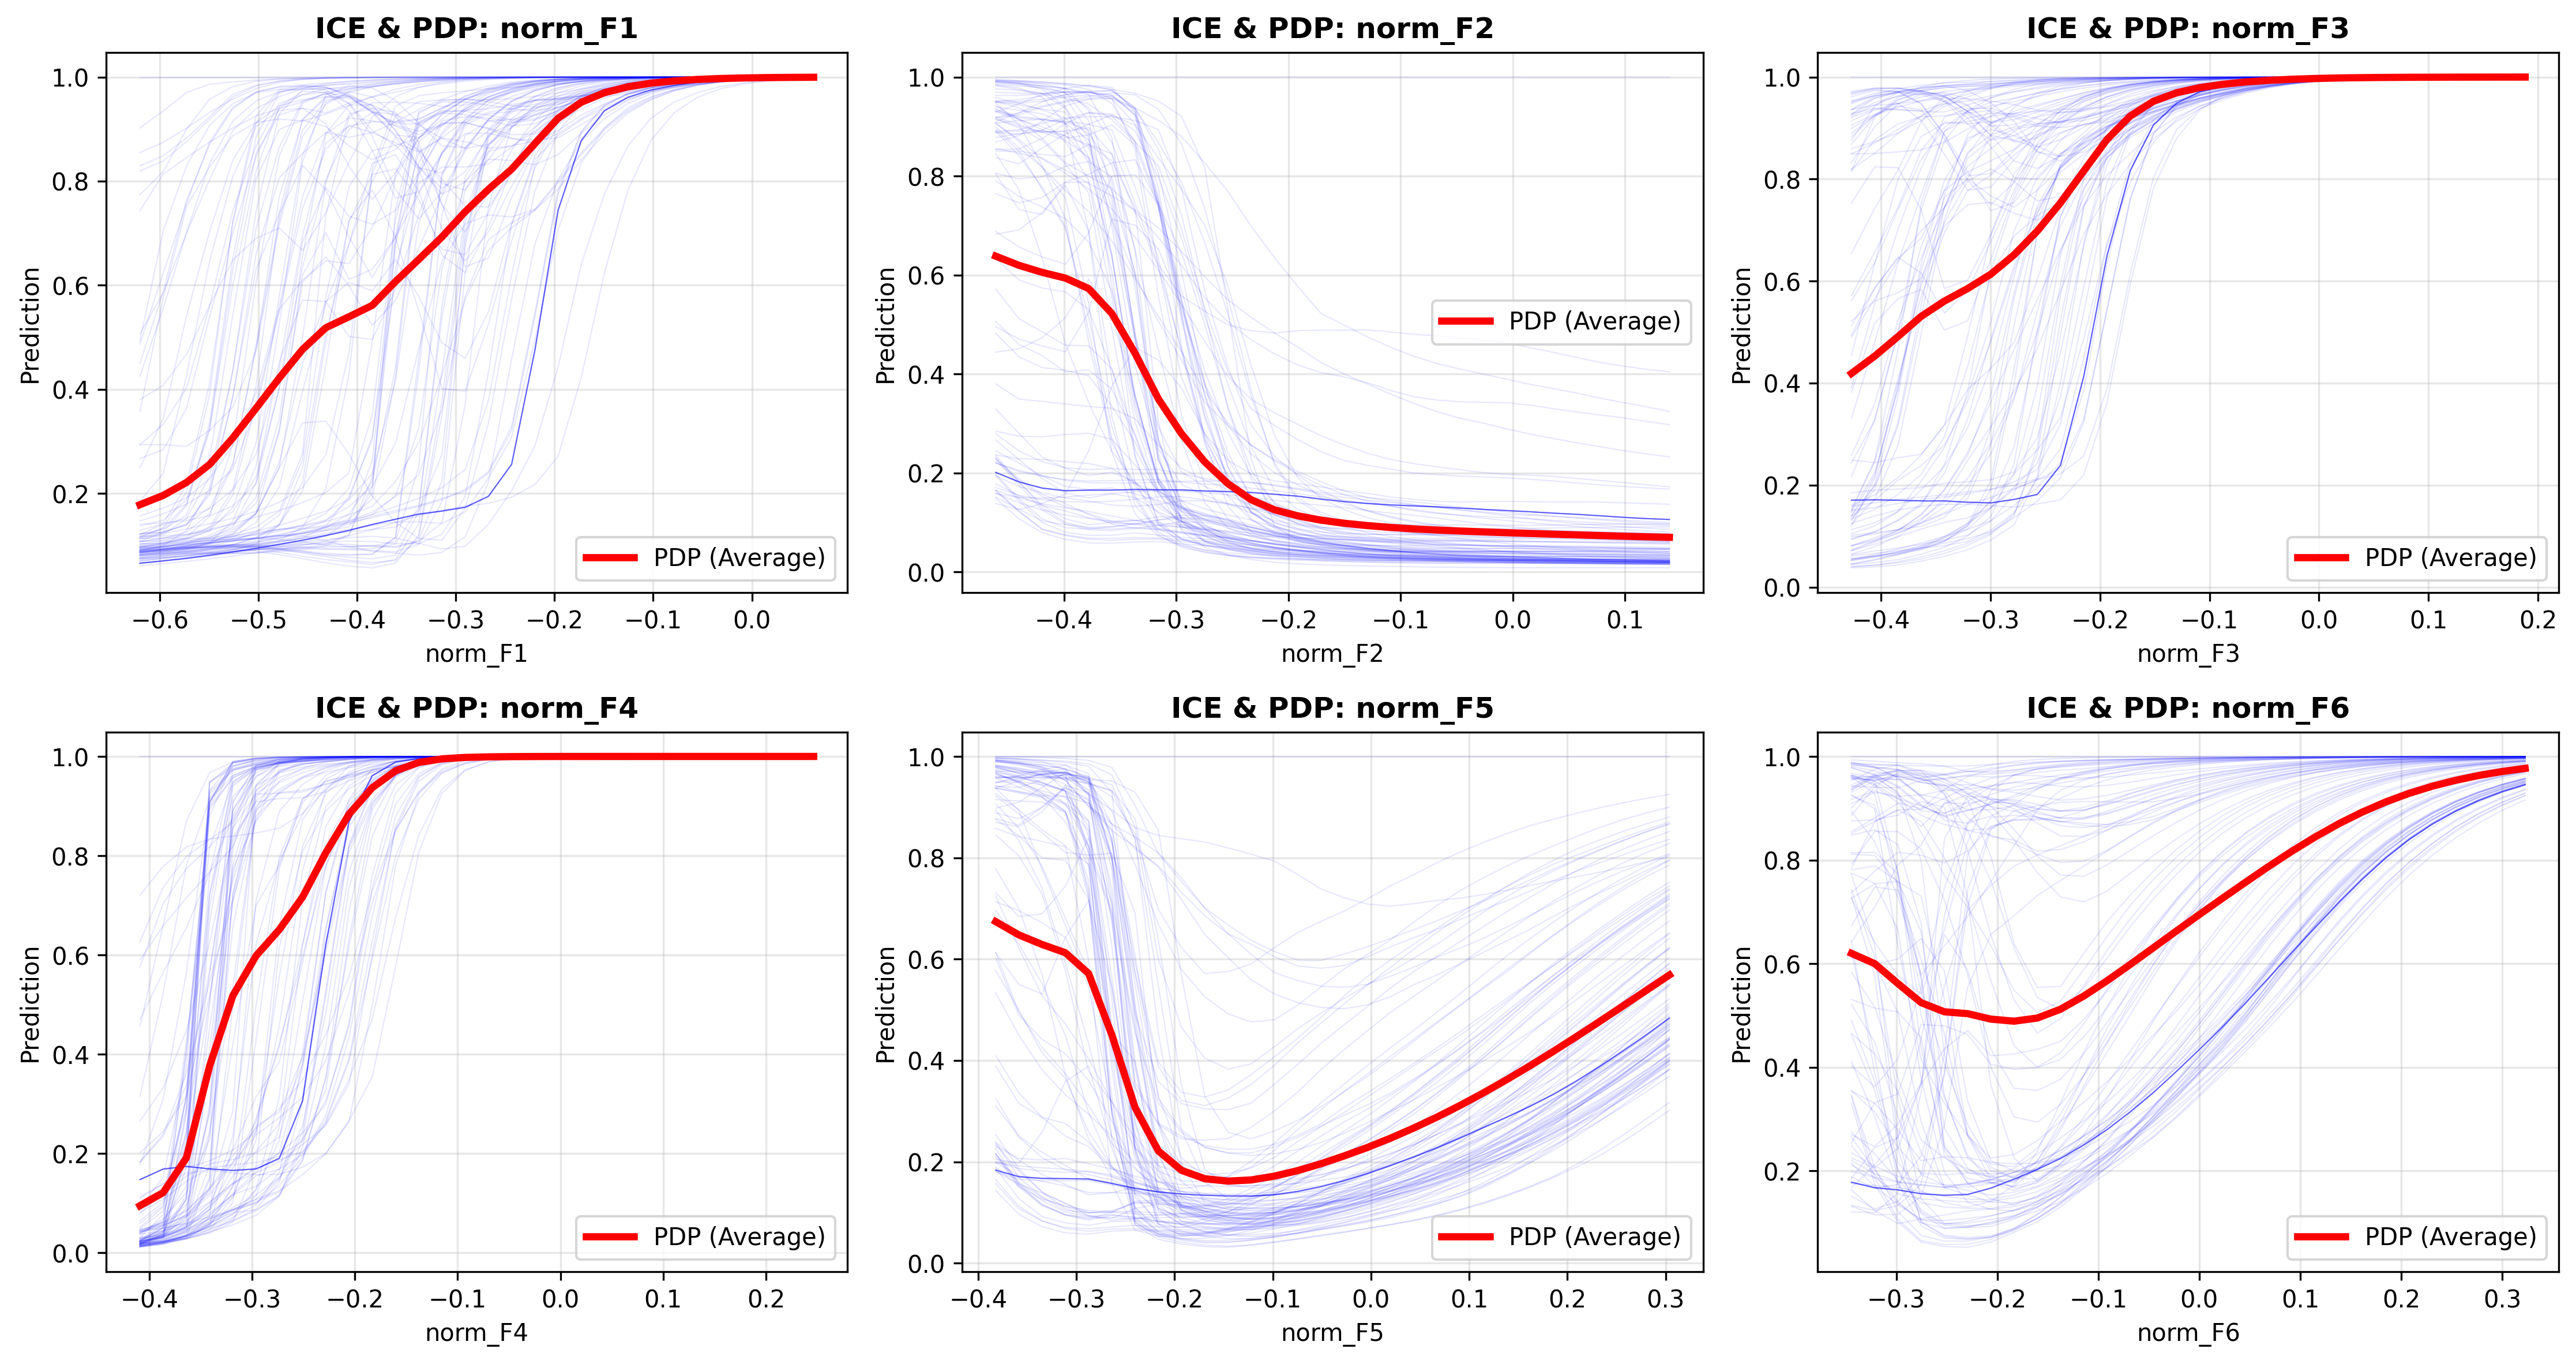 ICE & PDP: norm_F1
1.0
0.8
0.6
0.4
0.2
Prediction
PDP (Average)
−0.6 −0.5 −0.4 −0.3 −0.2 −0.1 0.0
norm_F1
ICE & PDP: norm_F2
1.0
0.8
0.6
0.4
0.2
0.0
Prediction
PDP (Average)
−0.4 −0.3 −0.2 −0.1 0.0 0.1
norm_F2
ICE & PDP: norm_F3
1.0
0.8
0.6
0.4
0.2
0.0
Prediction
PDP (Average)
−0.4 −0.3 −0.2 −0.1 0.0 0.1 0.2
norm_F3
ICE & PDP: norm_F4
1.0
0.8
0.6
0.4
0.2
0.0
Prediction
PDP (Average)
−0.4 −0.3 −0.2 −0.1 0.0 0.1 0.2
norm_F4
ICE & PDP: norm_F5
1.0
0.8
0.6
0.4
0.2
0.0
Prediction
PDP (Average)
−0.4 −0.3 −0.2 −0.1 0.0 0.1 0.2 0.3
norm_F5
ICE & PDP: norm_F6
1.0
0.8
0.6
0.4
0.2
Prediction
PDP (Average)
−0.3 −0.2 −0.1 0.0 0.1 0.2 0.3
norm_F6